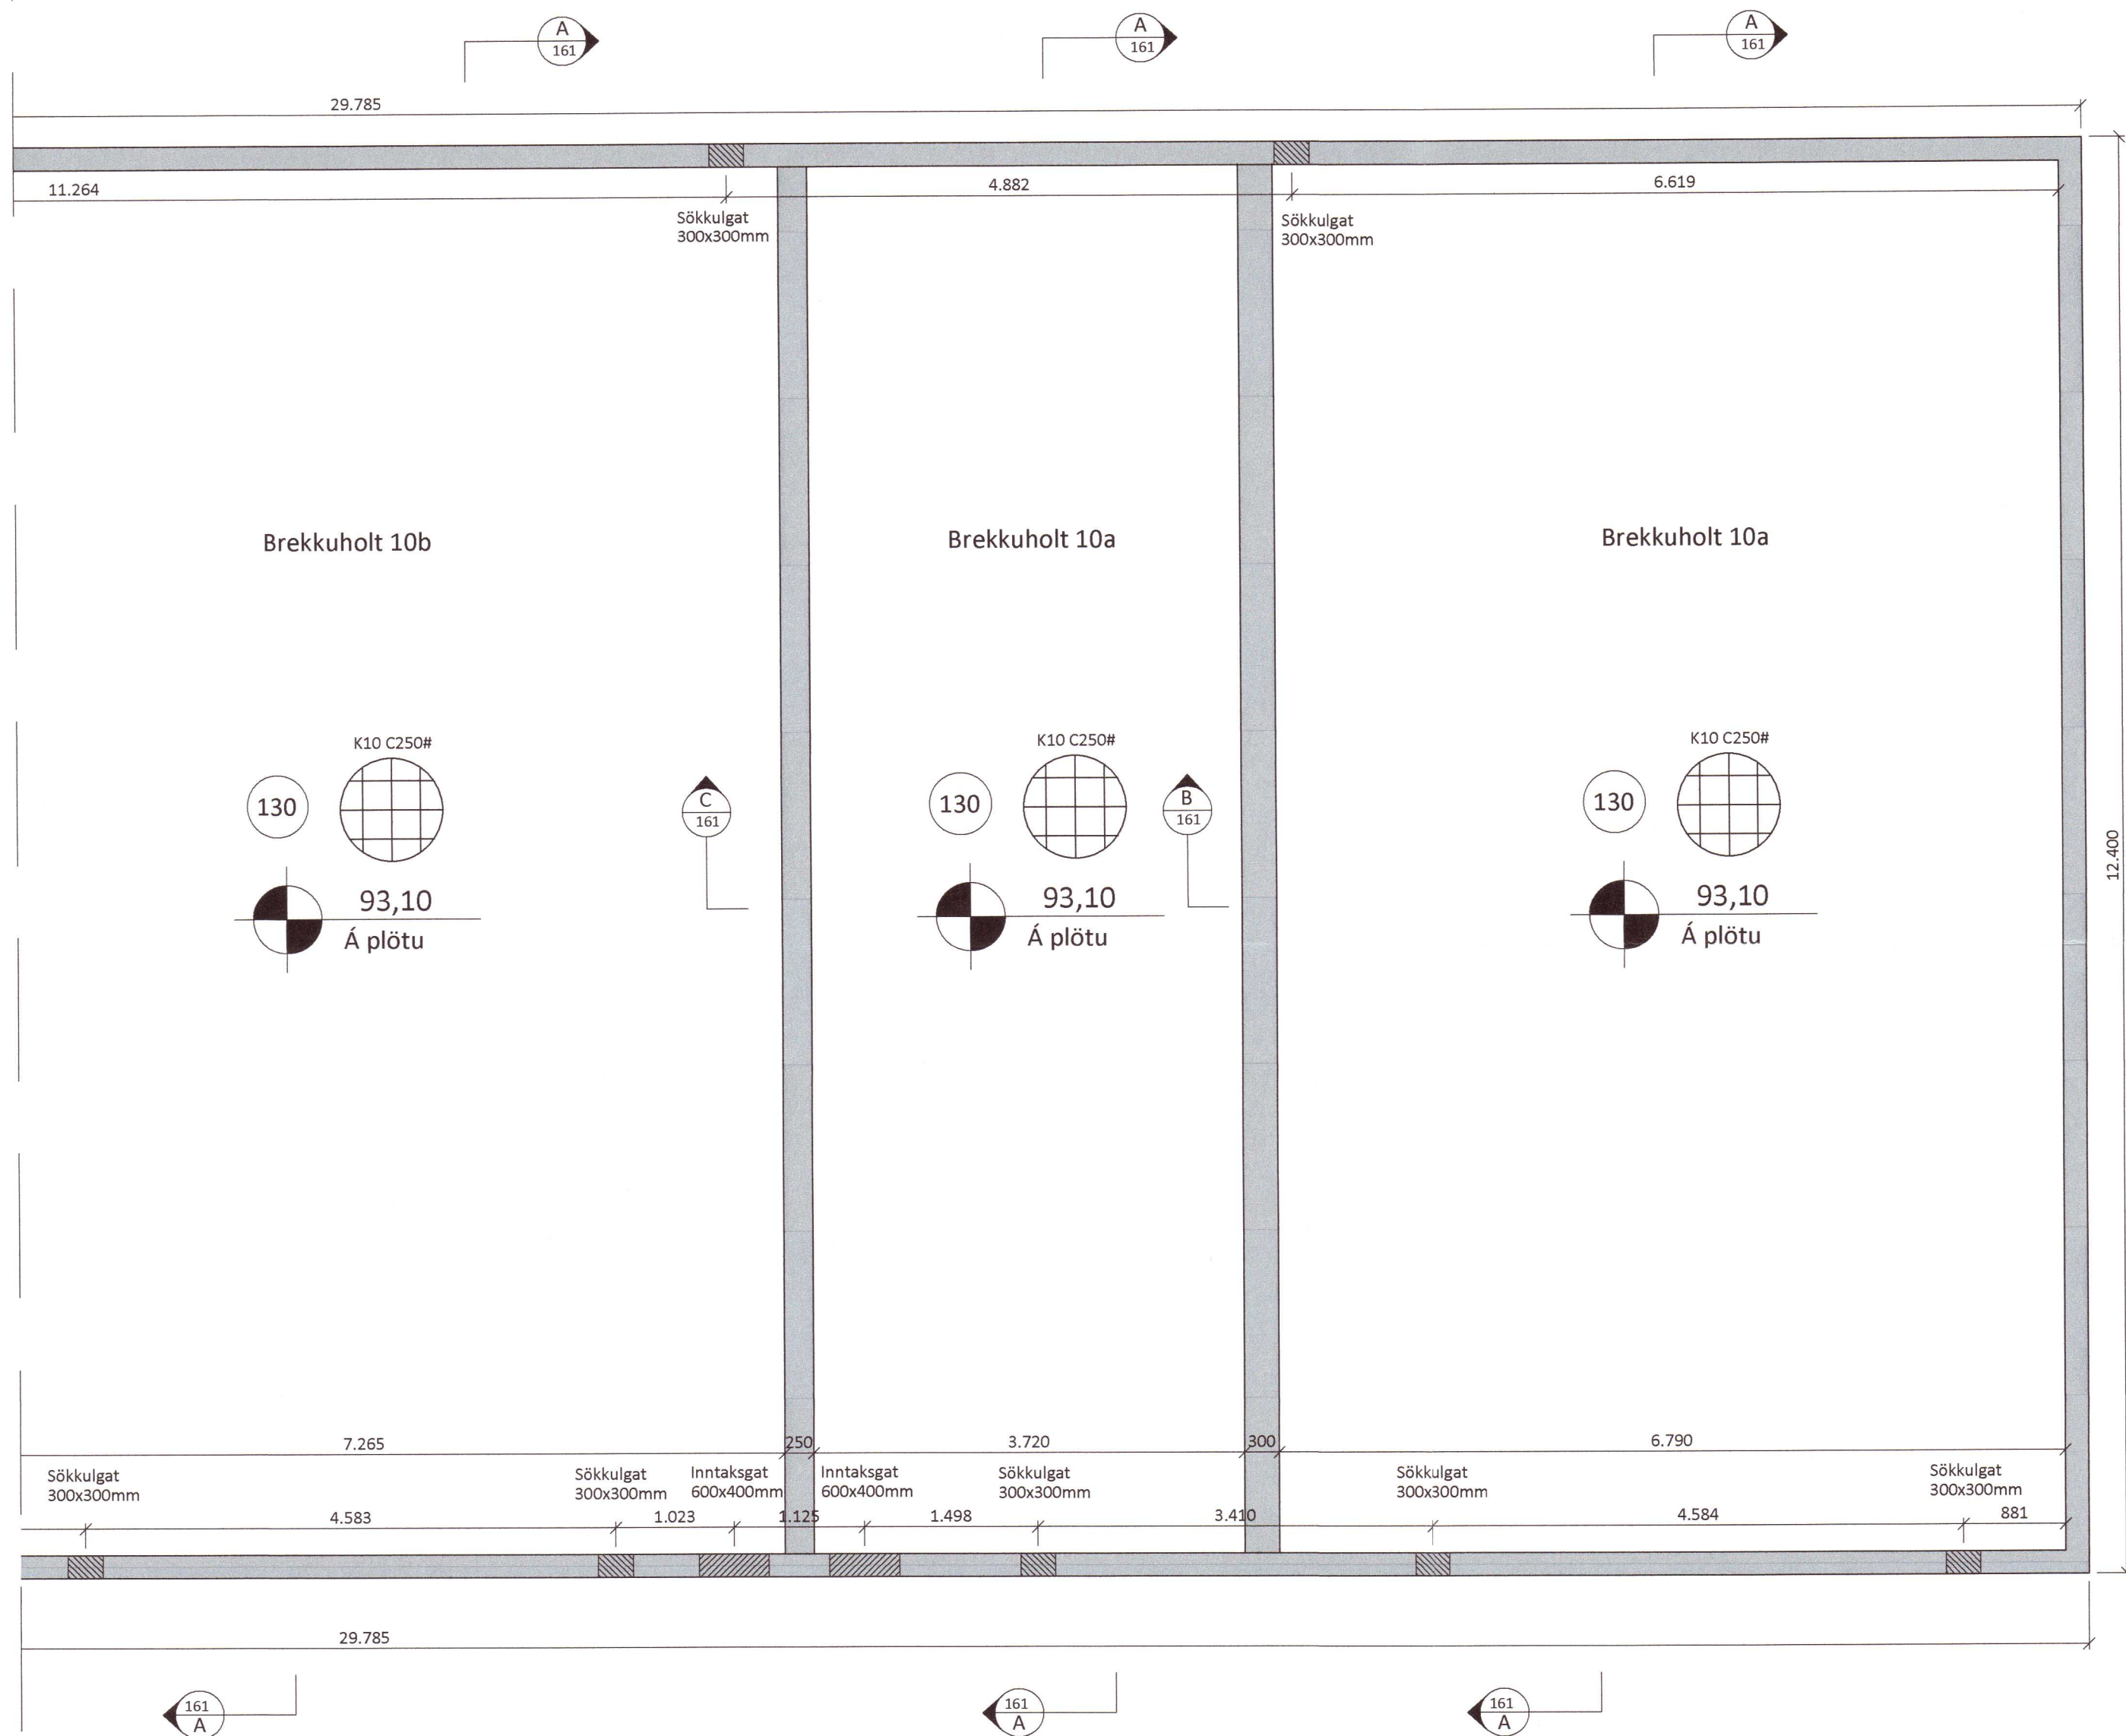 A
161
A
161
A
161
29.785
11.264
4.882
6.619
Sökkulgat
300x300mm
Sökkulgat
300x300mm
Brekkuholt 10b
Brekkuholt 10a
Brekkuholt 10a
K10 C250#
K10 C250#
K10 C250#
130
C
161
130
B
161
130
12.400
93,10
Á plötu
93,10
Á plötu
93,10
Á plötu
7.265
250
3.720
300
6.790
Sökkulgat
300x300mm
Sökkulgat
300x300mm
Inntaksgat
600x400mm
Inntaksgat
600x400mm
Sökkulgat
300x300mm
Sökkulgat
300x300mm
Sökkulgat
300x300mm
4.583
1.023
1.125
1.498
3.410
4.584
881
29.785
161
A
161
A
161
A